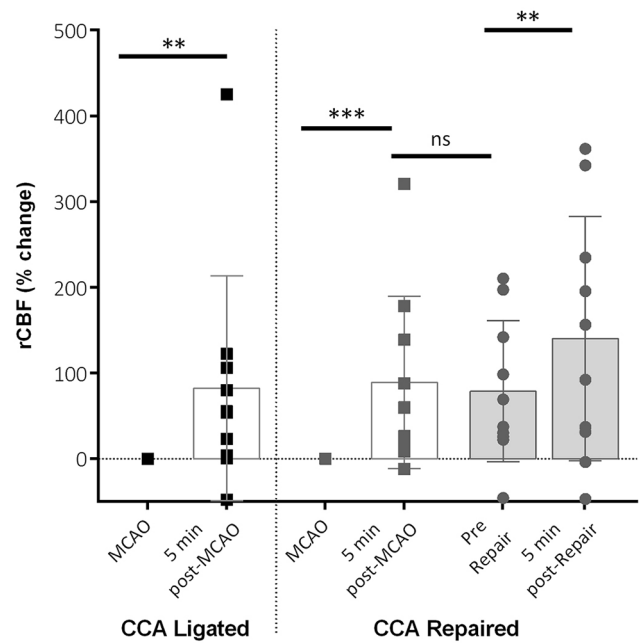 500
400
300
200
100
0
rCBF (% change)
**
***
ns
**
MCAO
5 min
post-MCAO
MCAO
5 min
post-MCAO
Pre
Repair
5 min
post-Repair
CCA Ligated
CCA Repaired